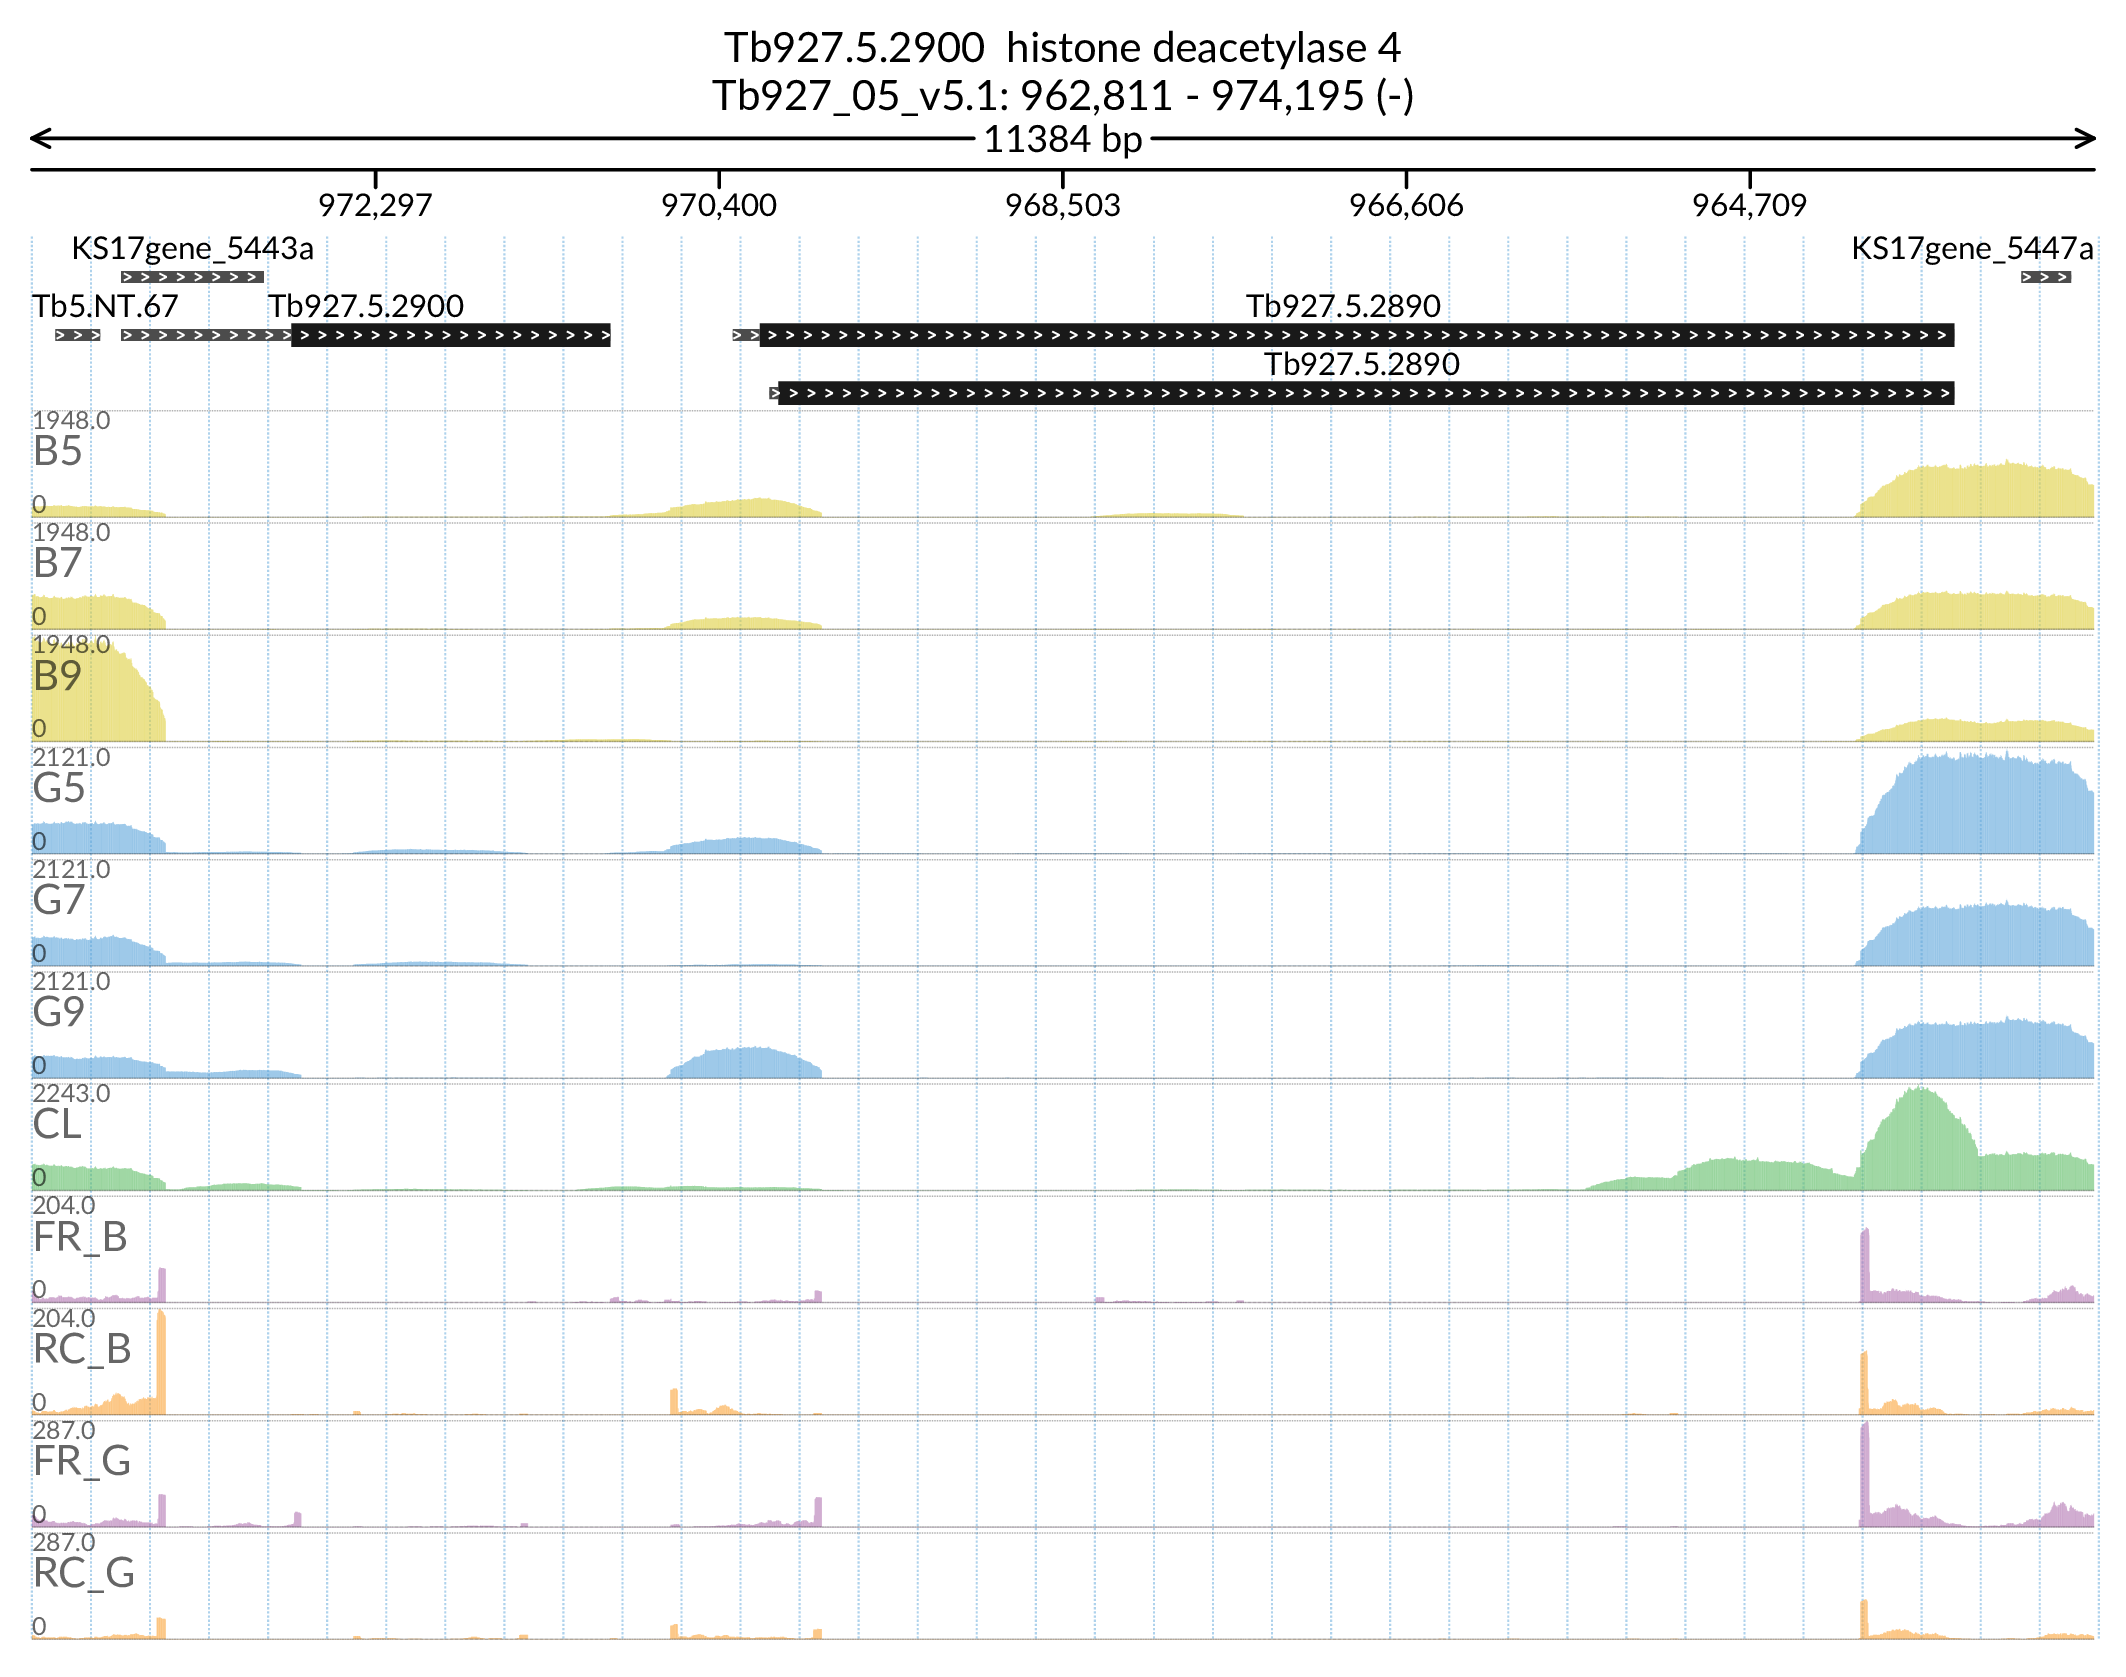 Tb927.5.2900  histone deacetylase 4
Tb927_05_v5.1: 962,811 - 974,195 (-)
11384 bp
972,297 970,400 968,503 966,606 964,709
KS17gene_5443a KS17gene_5447a
Tb5.NT.67 Tb927.5.2900 Tb927.5.2890
Tb927.5.2890
1948.0
B5
0
1948.0
B7
0
1948.0
B9
0
2121.0
G5
0
2121.0
G7
0
2121.0
G9
0
2243.0
CL
0
204.0
FR_B
0
204.0
RC_B
0
287.0
FR_G
0
287.0
RC_G
0